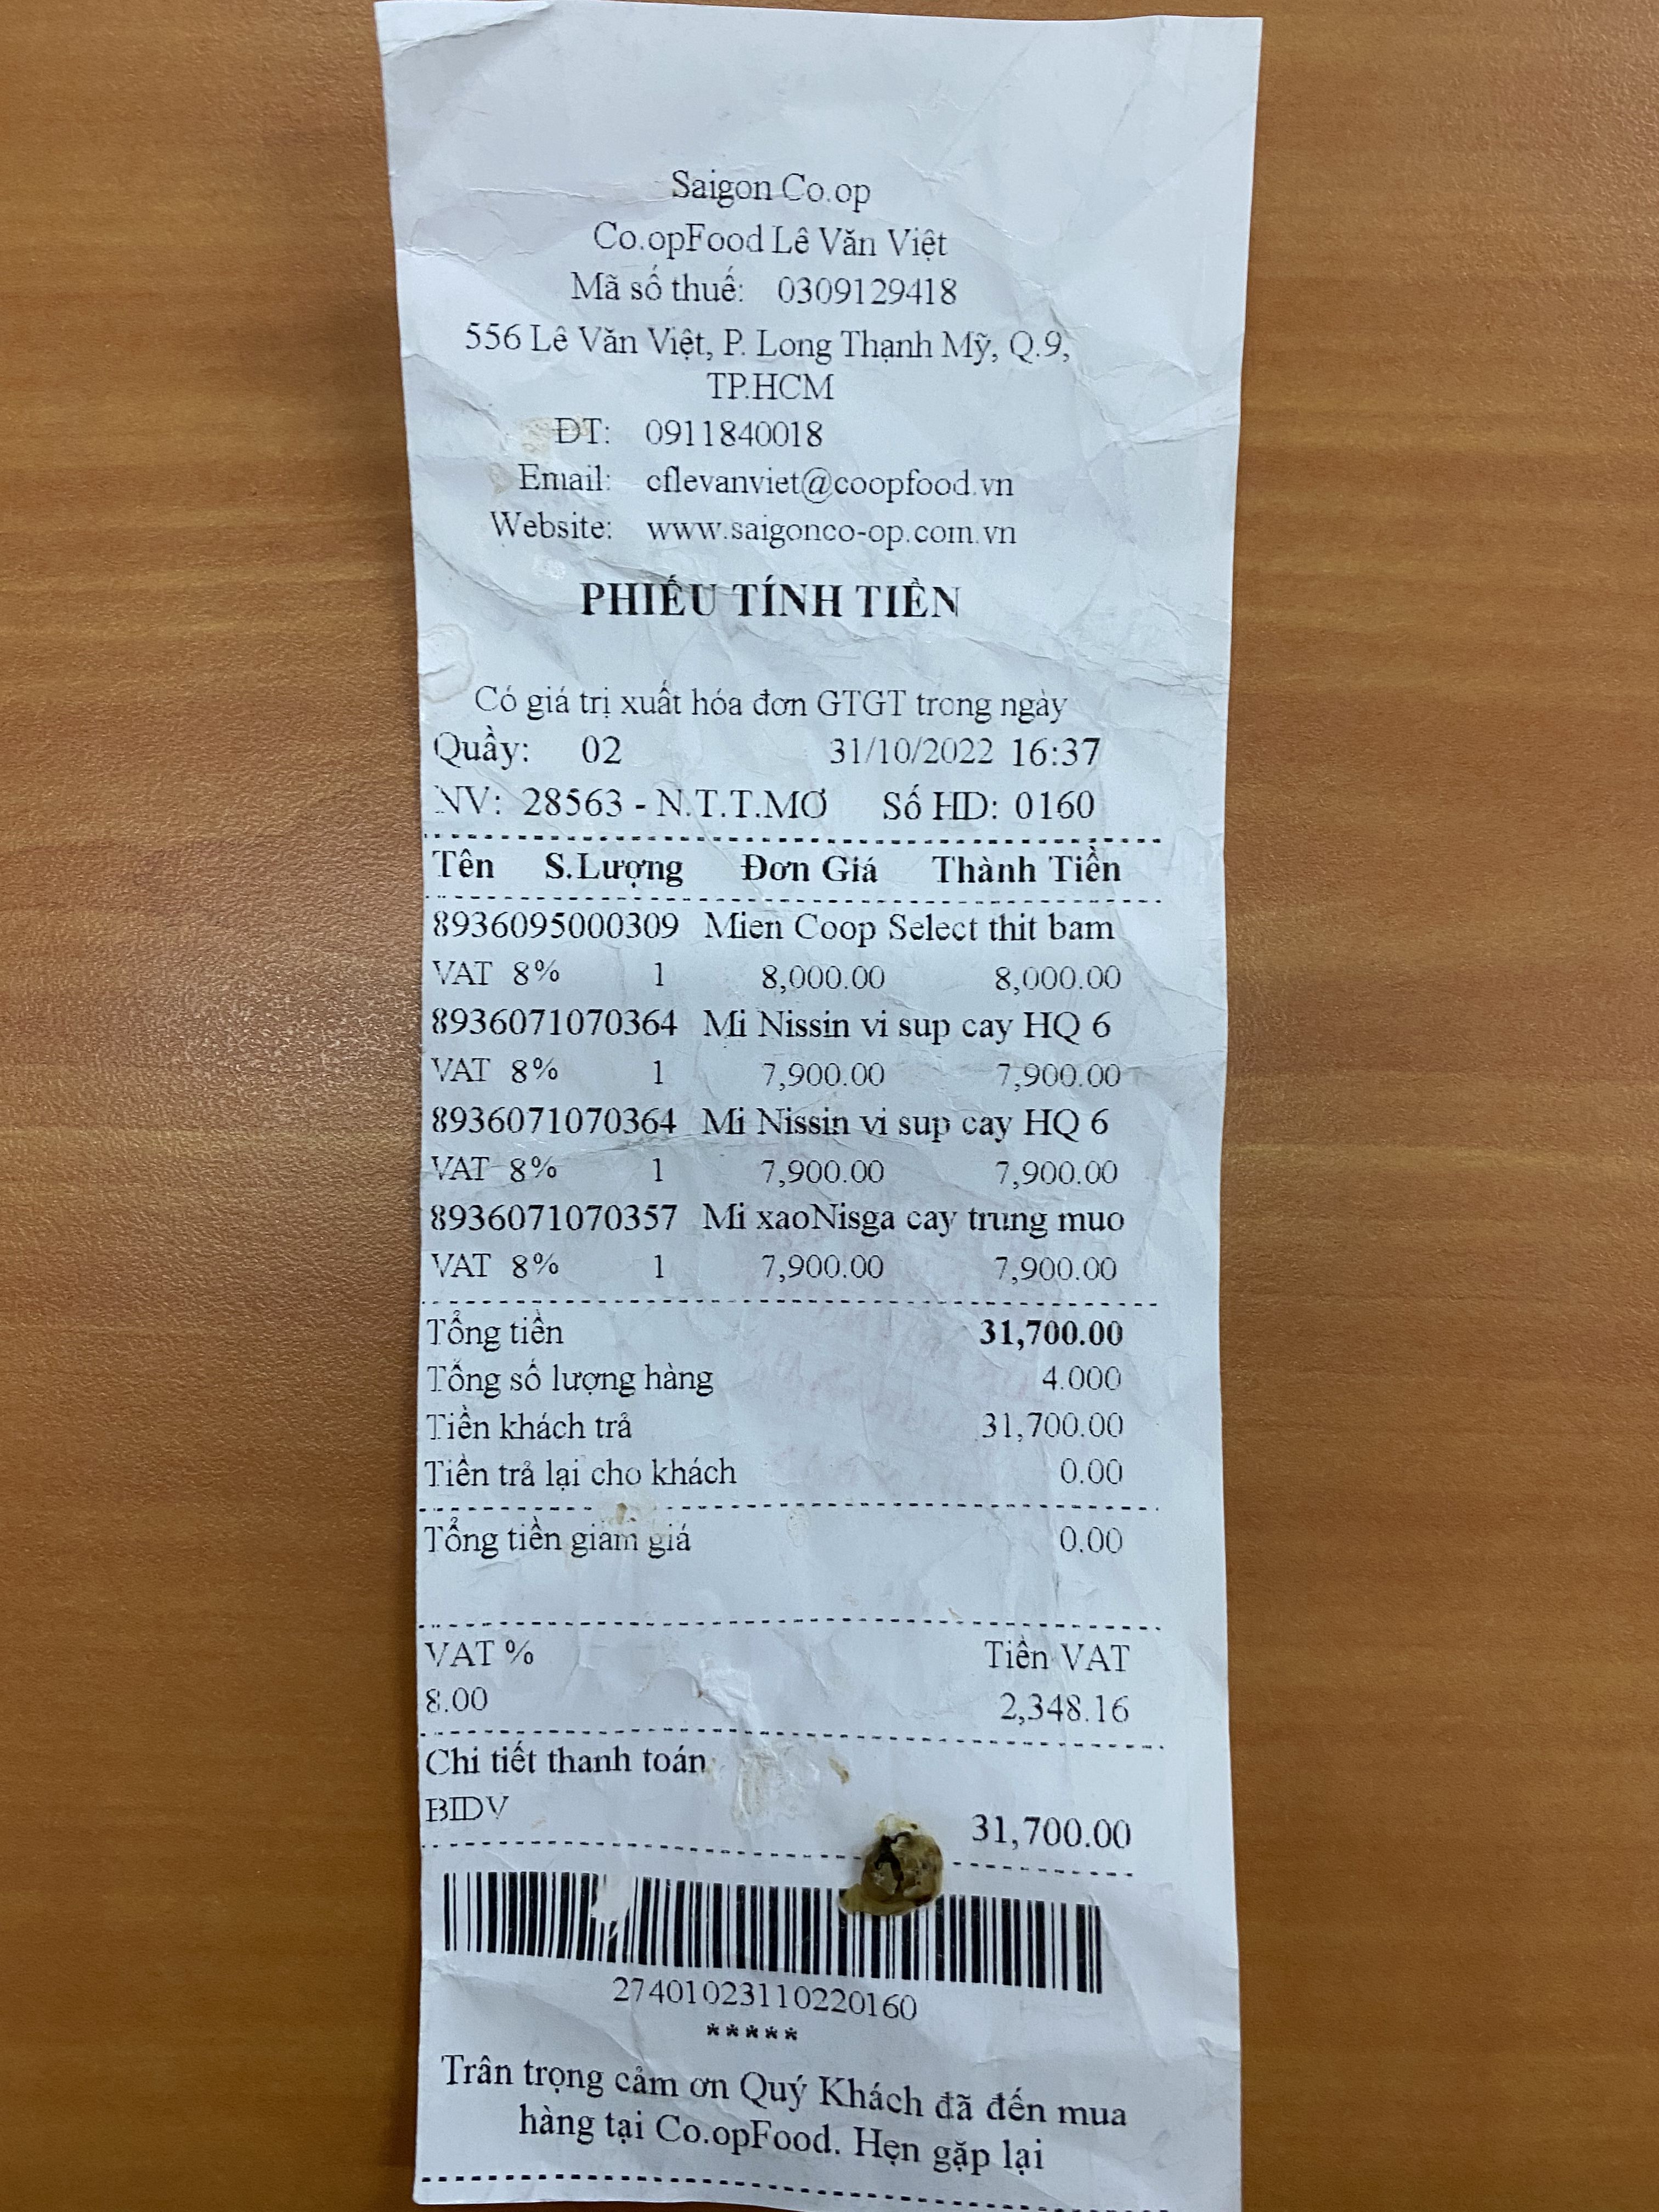 Saigon Co.op
Co.opFood Lê Văn Việt
Mã số thuế: 0309129418
556 Lê Văn Việt, P. Long Thạnh Mỹ, Q.9,
TP.HCM
ĐT: 0911840018
Email: cflevanviet@coopfood.vn
Website: www.saigonco-op.com.vn
PHIẾU TÍNH TIỀN
Có giá trị xuất hóa đơn GTGT trong ngày
Quầy: 02 31/10/2022 16:37
NV: 28563 - N.T.T.MƠ Số HD: 0160
Tên S.Lượng Đơn Giá Thành Tiền
8936095000309 Mien Coop Select thit bam
VAT 8% 1 8,000.00 8,000.00
8936071070364 Mi Nissin vi sup cay HQ 6
VAT 8% 1 7,900.00 7,900.00
8936071070364 Mi Nissin vi sup cay HQ 6
VAT 8% 1 7,900.00 7,900.00
8936071070357 Mi xaoNisga cay trung muo
VAT 8% 1 7,900.00 7,900.00
Tổng tiền 31,700.00
Tổng số lượng hàng 4.000
Tiền khách trả 31,700.00
Tiền trả lại cho khách 0.00
Tổng tiền giảm giá 0.00
VAT % Tiền VAT
8.00 2,348.16
Chi tiết thanh toán
BIDV 31,700.00
27401023110220160
*****
Trân trọng cảm ơn Quý Khách đã đến mua
hàng tại Co.opFood. Hẹn gặp lại